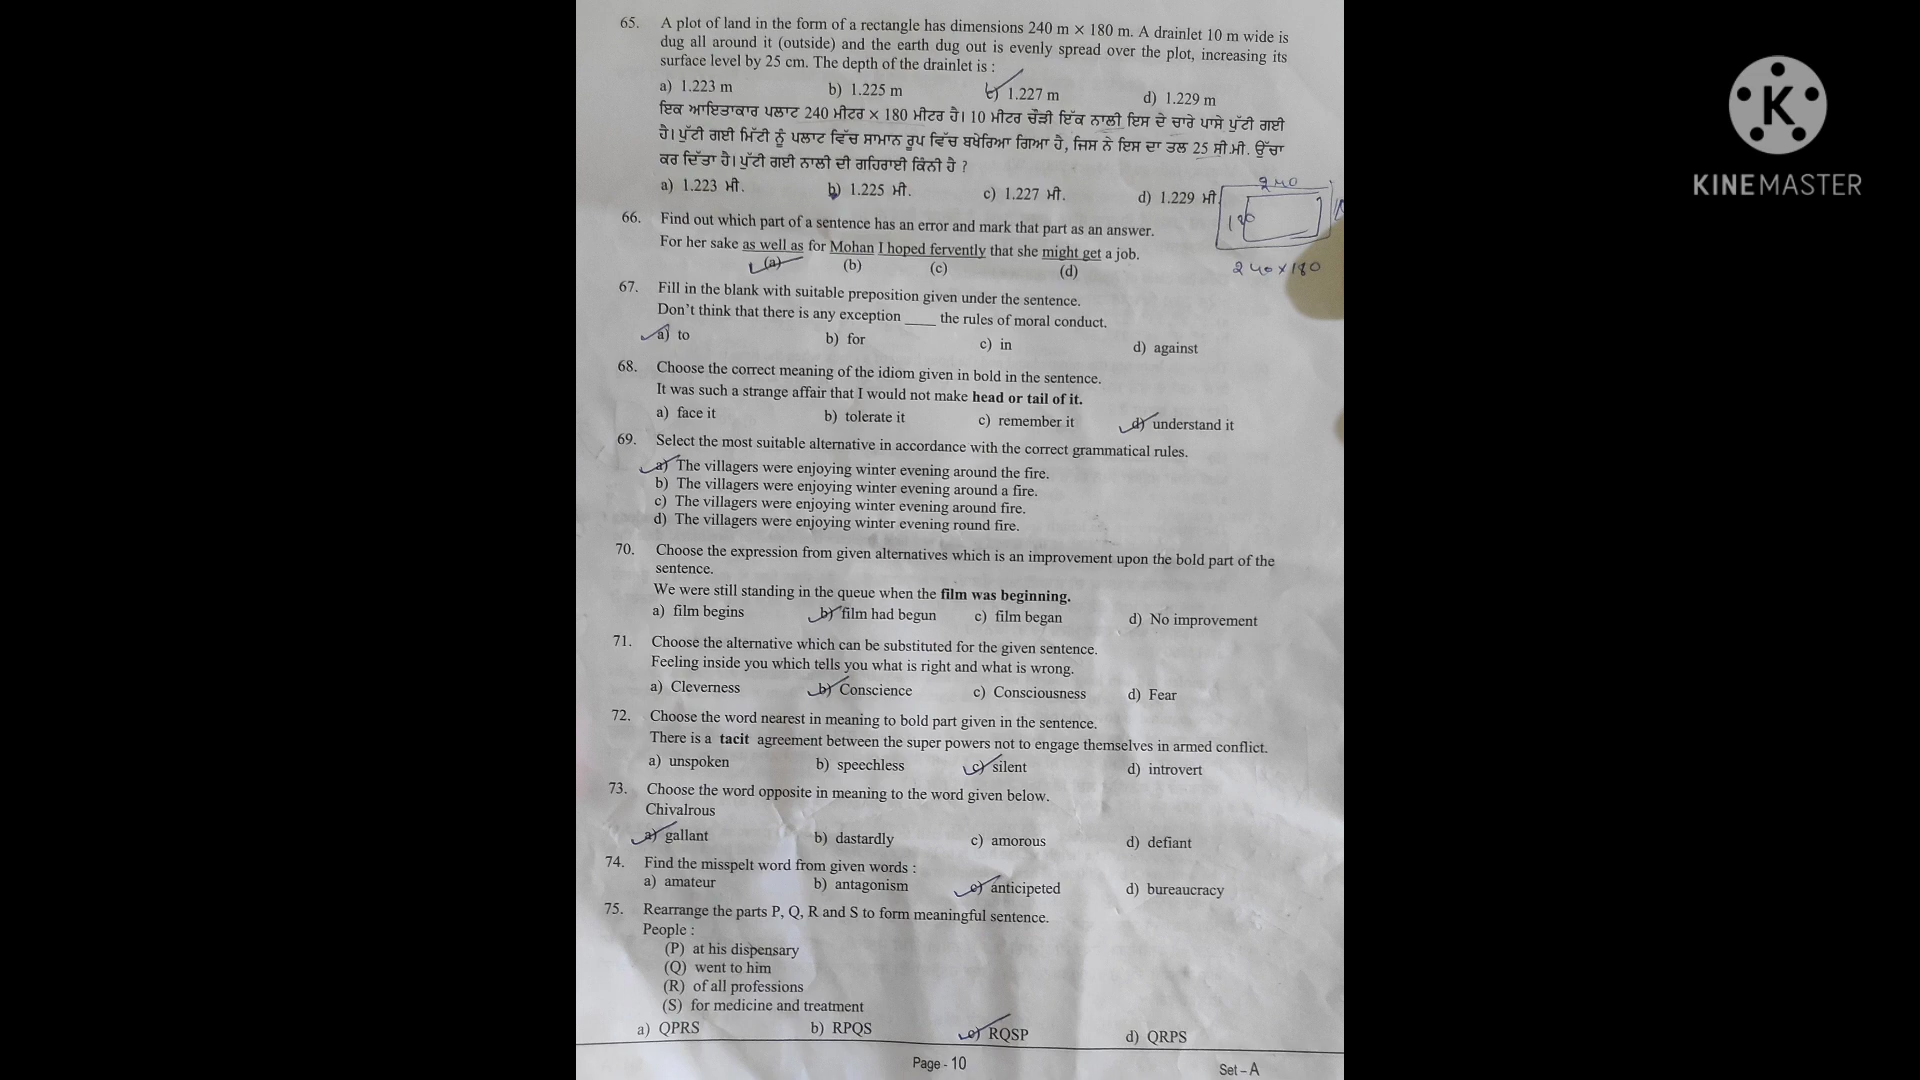 65. A plot of land in the form of a rectangle has dimensions 240 m × 180 m. A drainlet 10 m wide is
dug all around it (outside) and the earth dug out is evenly spread over the plot, increasing its
surface level by 25 cm. The depth of the drainlet is :
a) 1.223 m b) 1.225 m c) 1.227 m d) 1.229 m
ਇਕ ਆਇਤਾਕਾਰ ਪਲਾਟ 240 ਮੀਟਰ × 180 ਮੀਟਰ ਹੈ। 10 ਮੀਟਰ ਚੌੜੀ ਇੱਕ ਨਾਲੀ ਇਸ ਦੇ ਚਾਰੇ ਪਾਸੇ ਪੁੱਟੀ ਗਈ
ਹੈ। ਪੁੱਟੀ ਗਈ ਮਿੱਟੀ ਨੂੰ ਪਲਾਟ ਵਿੱਚ ਸਾਮਾਨ ਰੂਪ ਵਿੱਚ ਬਖੇਰਿਆ ਗਿਆ ਹੈ, ਜਿਸ ਨੇ ਇਸ ਦਾ ਤਲ 25 ਸੀ.ਮੀ. ਉੱਚਾ
ਕਰ ਦਿੱਤਾ ਹੈ। ਪੁੱਟੀ ਗਈ ਨਾਲੀ ਦੀ ਗਹਿਰਾਈ ਕਿੰਨੀ ਹੈ ?
a) 1.223 ਮੀ. b) 1.225 ਮੀ. c) 1.227 ਮੀ. d) 1.229 ਮੀ
240
180
240×180
66. Find out which part of a sentence has an error and mark that part as an answer.
For her sake as well as for Mohan I hoped fervently that she might get a job.
(a) (b) (c) (d)
67. Fill in the blank with suitable preposition given under the sentence.
Don't think that there is any exception ____ the rules of moral conduct.
a) to b) for c) in d) against
68. Choose the correct meaning of the idiom given in bold in the sentence.
It was such a strange affair that I would not make head or tail of it.
a) face it b) tolerate it c) remember it d) understand it
69. Select the most suitable alternative in accordance with the correct grammatical rules.
a) The villagers were enjoying winter evening around the fire.
b) The villagers were enjoying winter evening around a fire.
c) The villagers were enjoying winter evening around fire.
d) The villagers were enjoying winter evening round fire.
70. Choose the expression from given alternatives which is an improvement upon the bold part of the
sentence.
We were still standing in the queue when the film was beginning.
a) film begins b) film had begun c) film began d) No improvement
71. Choose the alternative which can be substituted for the given sentence.
Feeling inside you which tells you what is right and what is wrong.
a) Cleverness b) Conscience c) Consciousness d) Fear
72. Choose the word nearest in meaning to bold part given in the sentence.
There is a tacit agreement between the super powers not to engage themselves in armed conflict.
a) unspoken b) speechless c) silent d) introvert
73. Choose the word opposite in meaning to the word given below.
Chivalrous
a) gallant b) dastardly c) amorous d) defiant
74. Find the misspelt word from given words :
a) amateur b) antagonism c) anticipeted d) bureaucracy
75. Rearrange the parts P, Q, R and S to form meaningful sentence.
People :
(P) at his dispensary
(Q) went to him
(R) of all professions
(S) for medicine and treatment
a) QPRS b) RPQS c) RQSP d) QRPS
Page - 10
Set – A
K
KINEMASTER